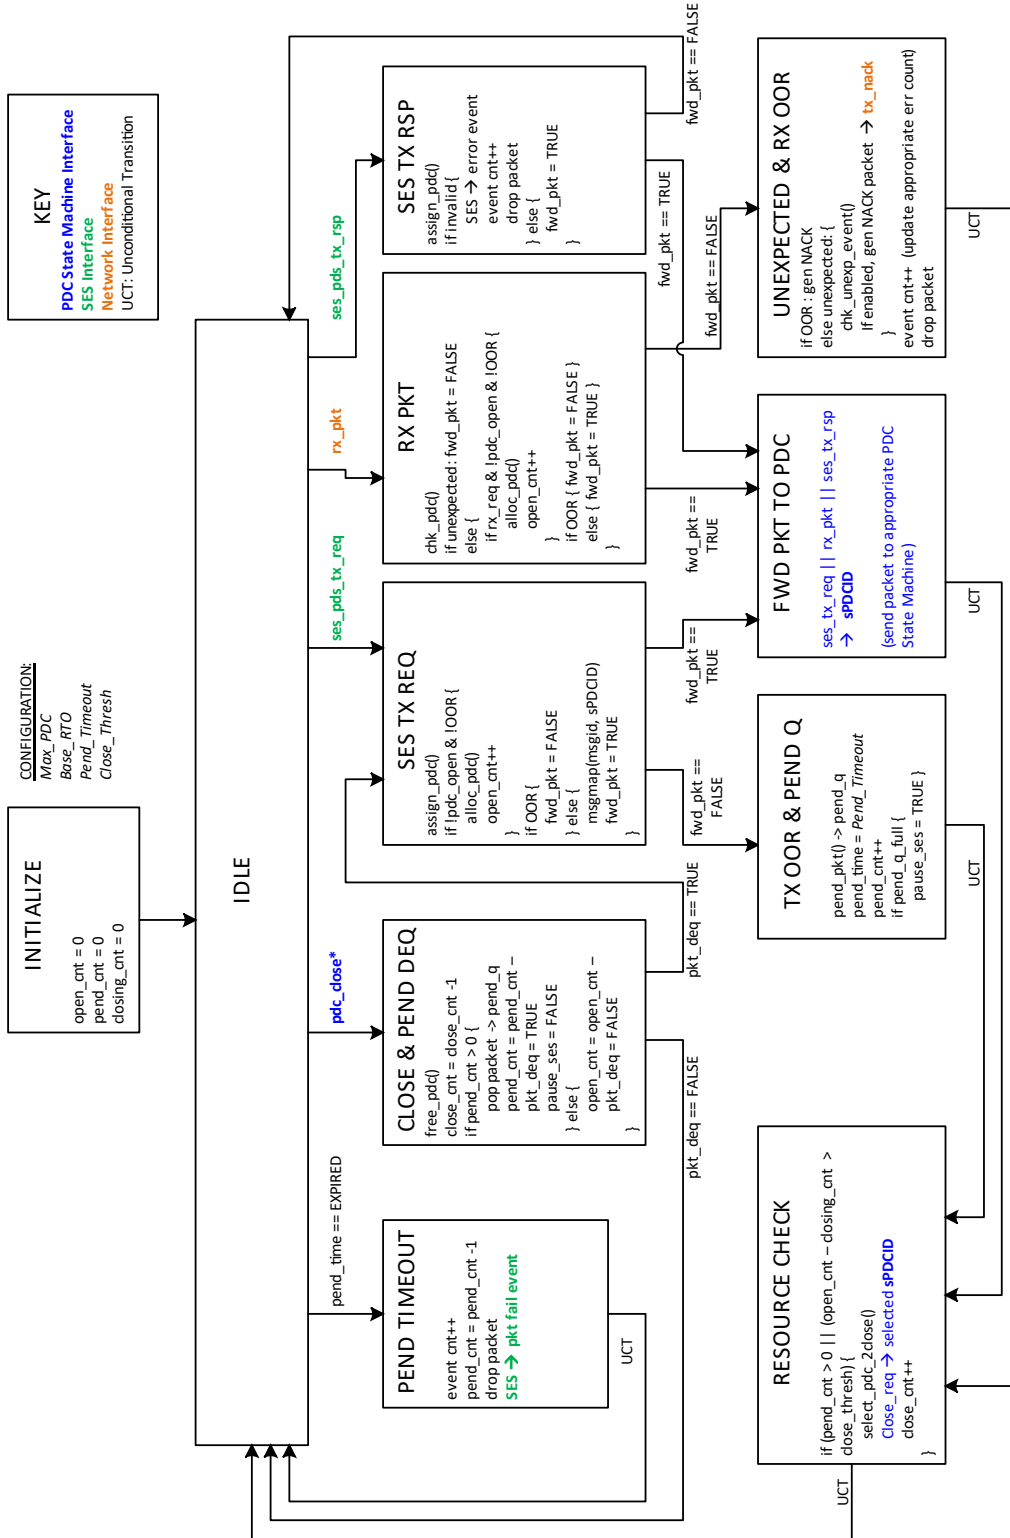 INITIALIZE
open_cnt = 0
pend_cnt = 0
closing_cnt = 0
CONFIGURATION:
Max_PDC
Base_RTO
Pend_Timeout
Close_Thresh
KEY
PDC State Machine Interface
SES Interface
Network Interface
UCT: Unconditional Transition
IDLE
pend_time == EXPIRED
pdc_close*
ses_pds_tx_req
rx_pkt
ses_pds_tx_rsp
PEND TIMEOUT
event cnt++
pend_cnt = pend_cnt -1
drop packet
SES → pkt fail event
UCT
CLOSE & PEND DEQ
free_pdc()
close_cnt = close_cnt -1
if pend_cnt > 0 {
pop packet -> pend_q
pend_cnt = pend_cnt –
pkt_deq = TRUE
pause_ses = FALSE
} else {
open_cnt = open_cnt –
pkt_deq = FALSE
}
pkt_deq == FALSE
pkt_deq == TRUE
SES TX REQ
assign_pdc()
if !pdc_open & !OOR {
alloc_pdc()
open_cnt++
}
if OOR {
fwd_pkt = FALSE
} else {
msgmap(msgid, sPDCID)
fwd_pkt = TRUE
}
fwd_pkt ==
FALSE
fwd_pkt ==
TRUE
RX PKT
chk_pdc()
if unexpected: fwd_pkt = FALSE
else {
if rx_req & !pdc_open & !OOR {
alloc_pdc()
open_cnt++
}
if OOR { fwd_pkt = FALSE }
else { fwd_pkt = TRUE }
}
fwd_pkt ==
TRUE
fwd_pkt == FALSE
SES TX RSP
assign_pdc()
if invalid {
SES → error event
event cnt++
drop packet
} else {
fwd_pkt = TRUE
}
fwd_pkt == TRUE
fwd_pkt == FALSE
RESOURCE CHECK
if (pend_cnt > 0 || (open_cnt – closing_cnt >
close_thresh) {
select_pdc_2close()
Close_req → selected sPDCID
close_cnt++
}
UCT
TX OOR & PEND Q
pend_pkt() -> pend_q
pend_time = Pend_Timeout
pend_cnt++
if pend_q_full {
pause_ses = TRUE }
UCT
FWD PKT TO PDC
ses_tx_req || rx_pkt || ses_tx_rsp
→ sPDCID
(send packet to appropriate PDC
State Machine)
UCT
UNEXPECTED & RX OOR
if OOR : gen NACK
else unexpected: {
chk_unexp_event()
If enabled, gen NACK packet → tx_nack
}
event cnt++ (update appropriate err count)
drop packet
UCT